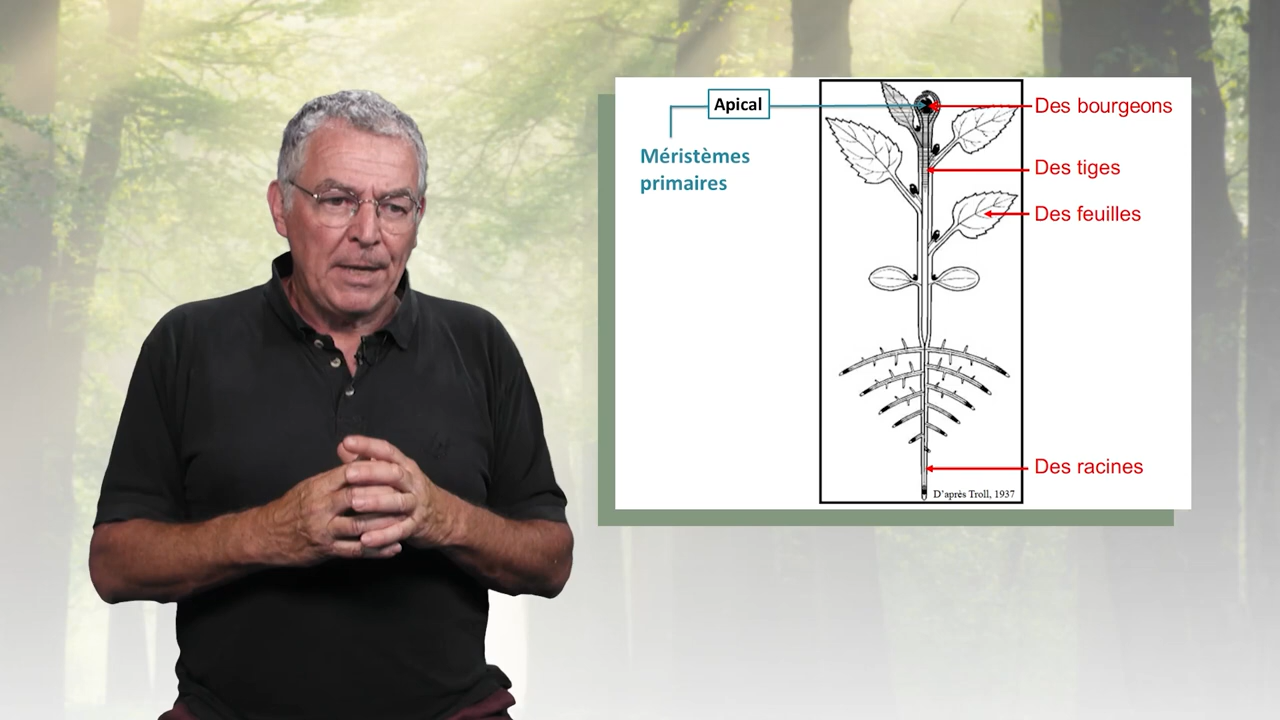 Apical
Des bourgeons
Méristèmes
primaires
Des tiges
Des feuilles
Des racines
D'après Troll, 1937